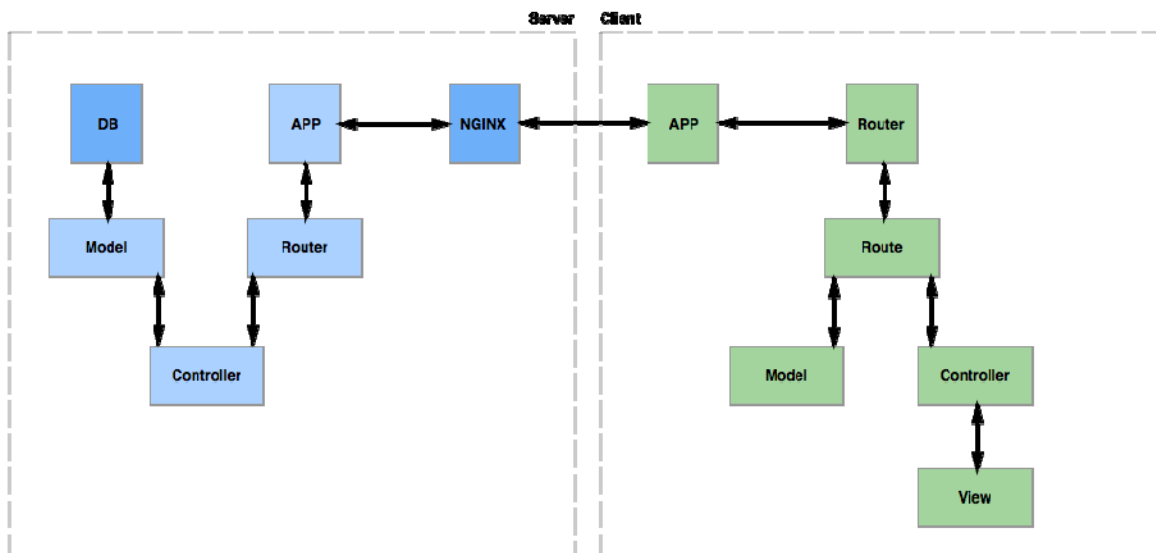 Server
Client
DB
APP
NGINX
APP
Router
Model
Router
Route
Controller
Model
Controller
View